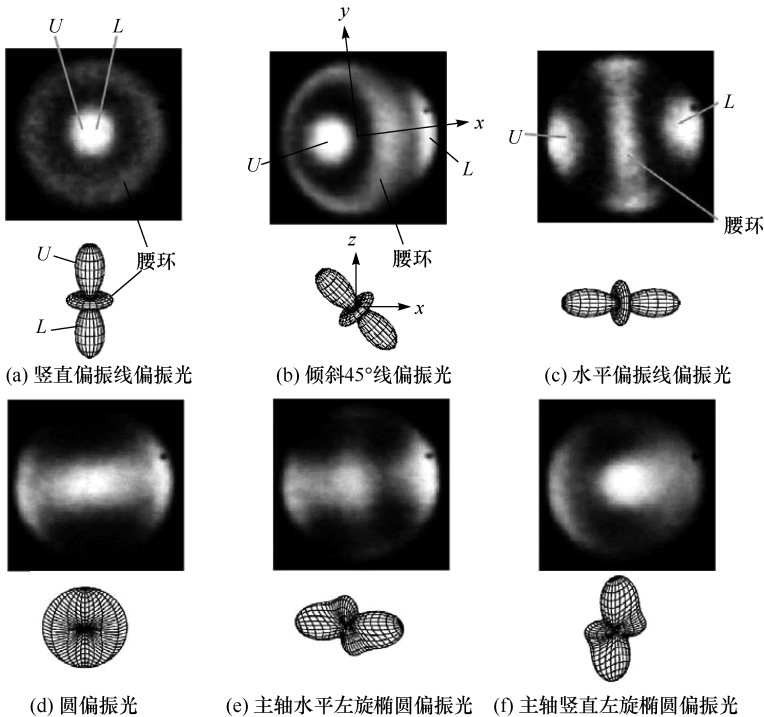 U L
y
x
U
L
U
L
腰环
腰环
腰环
U
L
z
x
(a) 竖直偏振线偏振光
(b) 倾斜45°线偏振光
(c) 水平偏振线偏振光
(d) 圆偏振光
(e) 主轴水平左旋椭圆偏振光
(f) 主轴竖直左旋椭圆偏振光